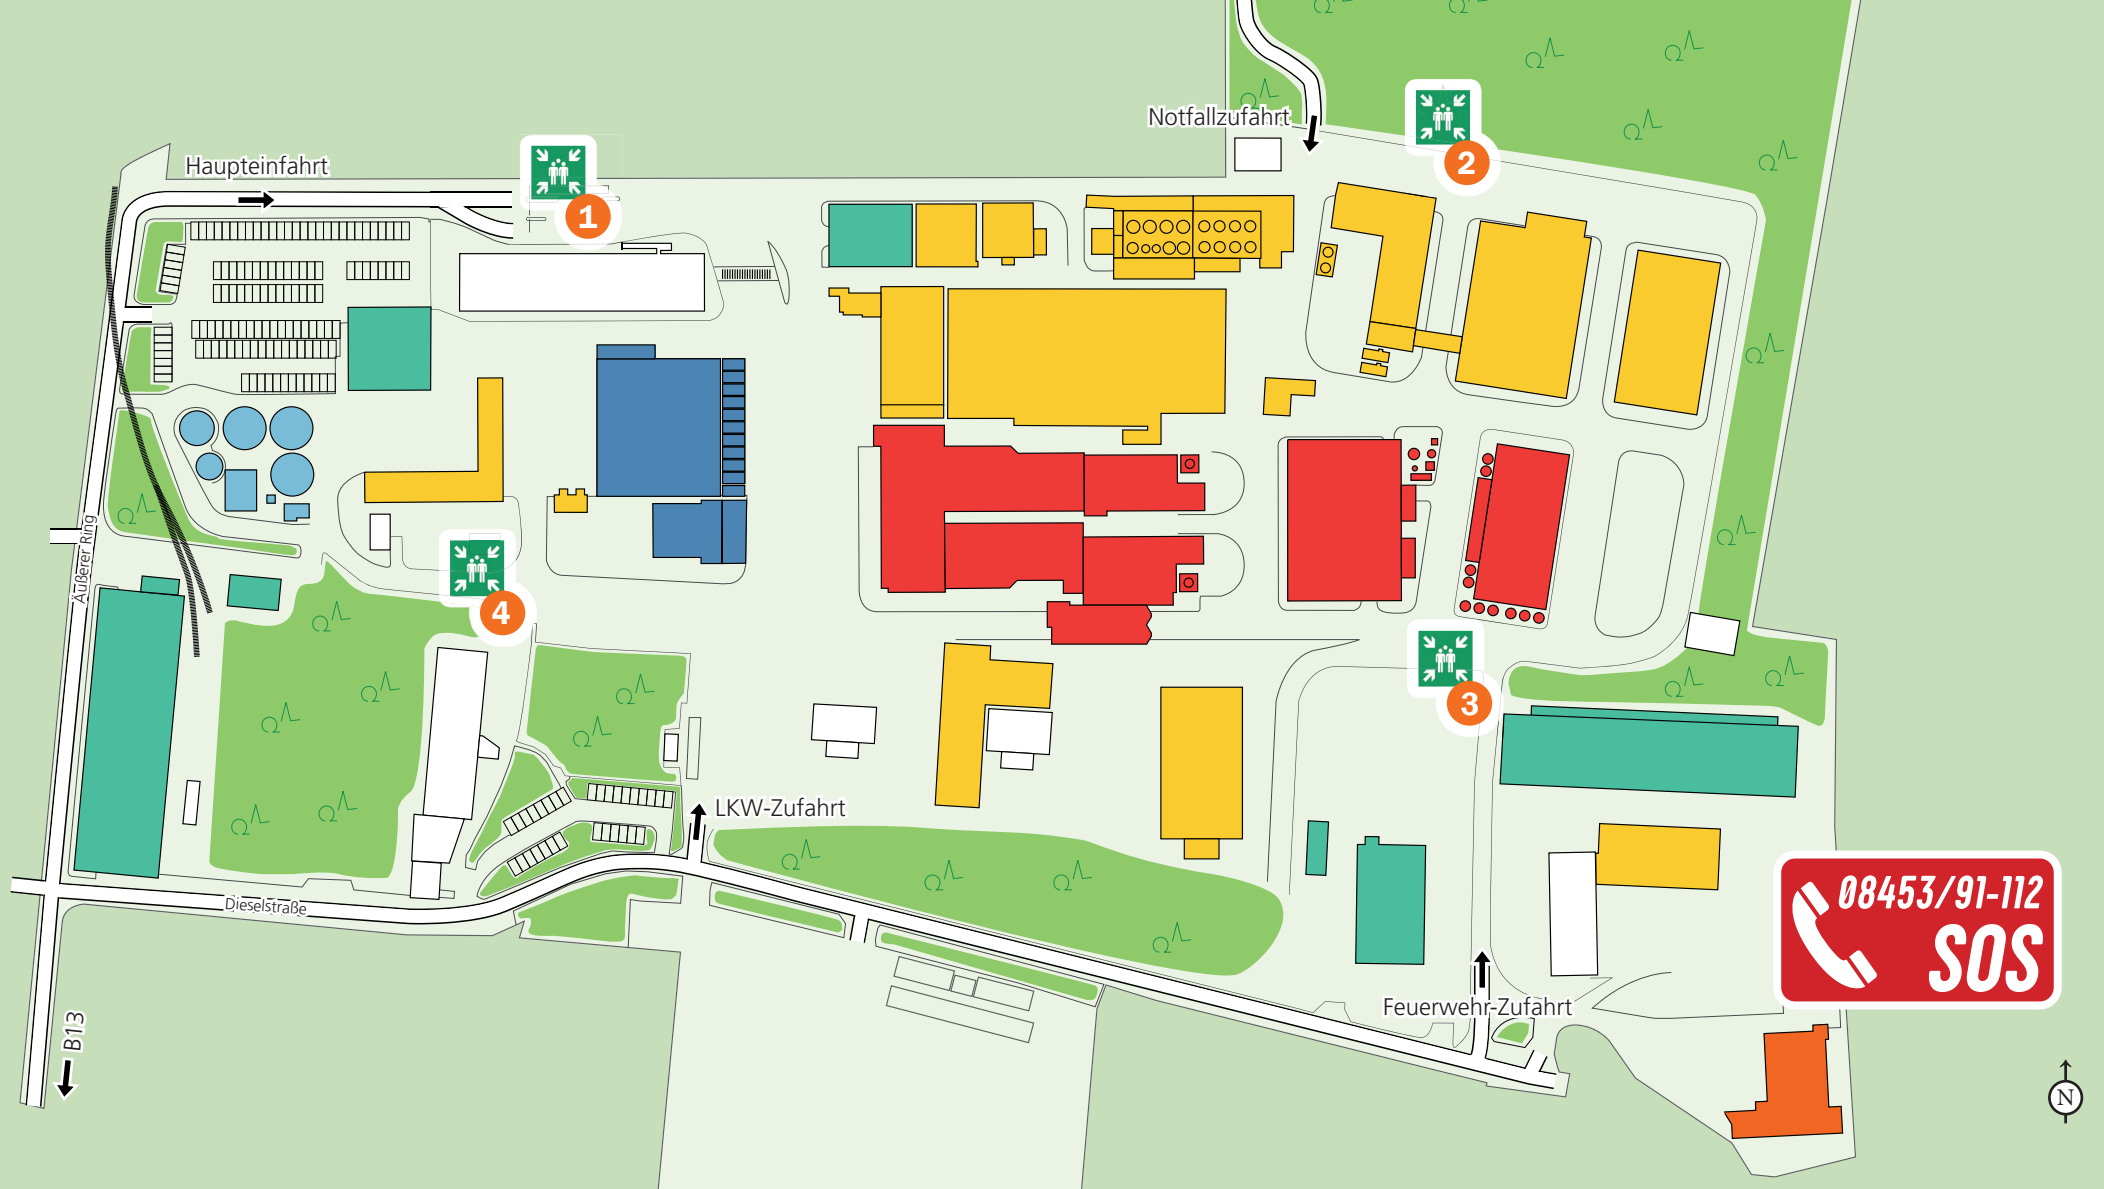 Notfallzufahrt
2
Haupteinfahrt
1
Äußerer Ring
4
3
LKW-Zufahrt
08453/91-112
SOS
Dieselstraße
Feuerwehr-Zufahrt
B13
N